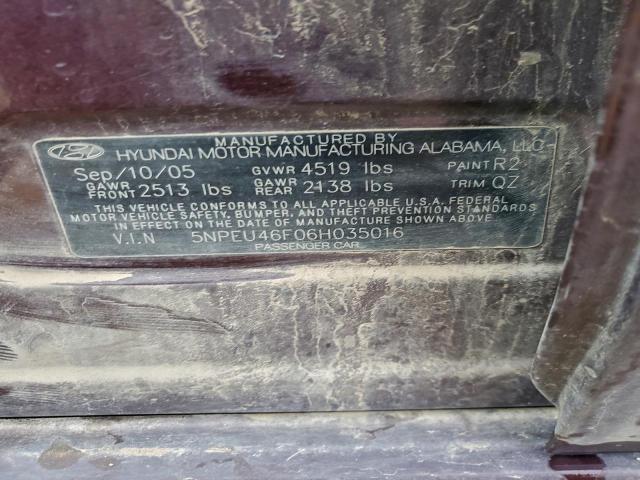 MANUFACTURED BY
HYUNDAI MOTOR MANUFACTURING ALABAMA, LLC
Sep/10/05 GVWR 4519 lbs PAINT R2
GAWR FRONT 2513 lbs GAWR REAR 2138 lbs TRIM QZ
THIS VEHICLE CONFORMS TO ALL APPLICABLE U.S.A. FEDERAL
MOTOR VEHICLE SAFETY, BUMPER, AND THEFT PREVENTION STANDARDS
IN EFFECT ON THE DATE OF MANUFACTURE SHOWN ABOVE.
V.I.N 5NPEU46F06H035016
PASSENGER CAR